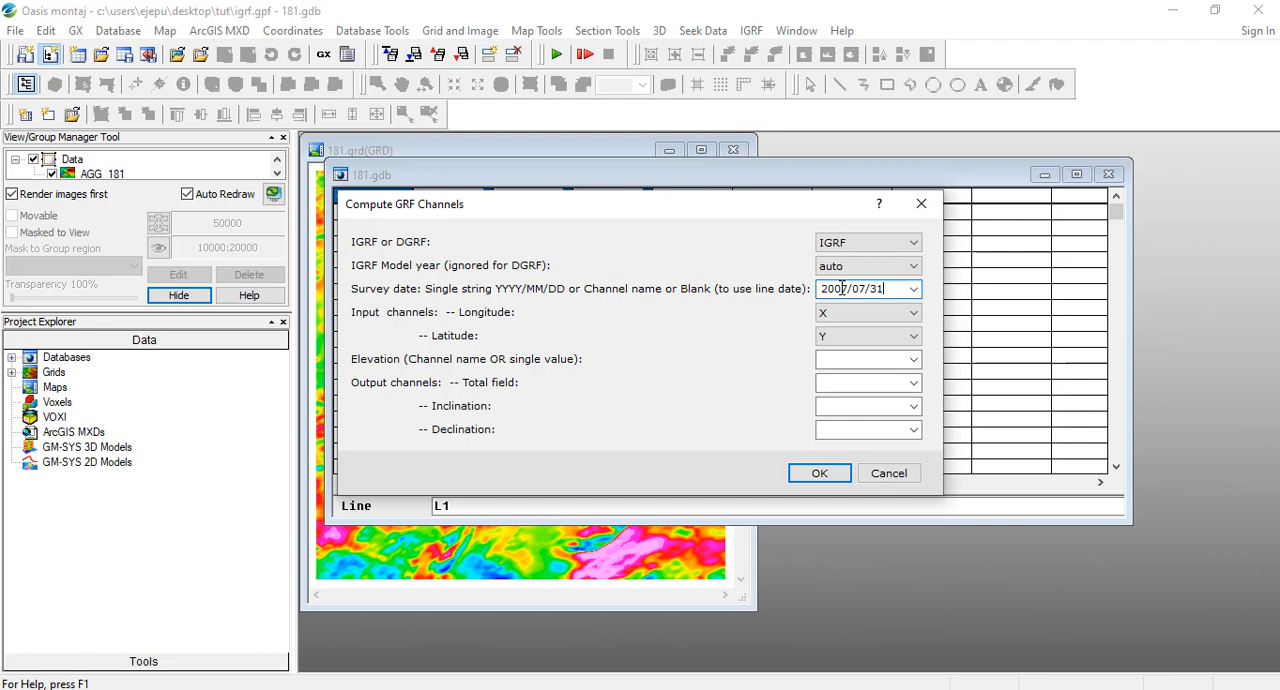 Oasis montaj - c:\users\ejepu\desktop\tut\igrf.gpf - 181.gdb
File Edit GX Database Map ArcGIS MXD Coordinates Database Tools Grid and Image Map Tools Section Tools 3D Seek Data IGRF Window Help Sign In
GX
View/Group Manager Tool
Data
AGG_181
Render images first Auto Redraw
Movable 50000
Masked to View
Mask to Group region 10000:20000
Transparency 100% Edit Delete
Hide Help
Project Explorer
Data
Databases
Grids
Maps
Voxels
VOXI
ArcGIS MXDs
GM-SYS 3D Models
GM-SYS 2D Models
Tools
For Help, press F1
181.grd(GRD)
181.gdb
Compute GRF Channels ?
IGRF or DGRF: IGRF
IGRF Model year (ignored for DGRF): auto
Survey date: Single string YYYY/MM/DD or Channel name or Blank (to use line date): 2007/07/31
Input channels: -- Longitude: X
-- Latitude: Y
Elevation (Channel name OR single value):
Output channels: -- Total field:
-- Inclination:
-- Declination:
OK Cancel
Line L1